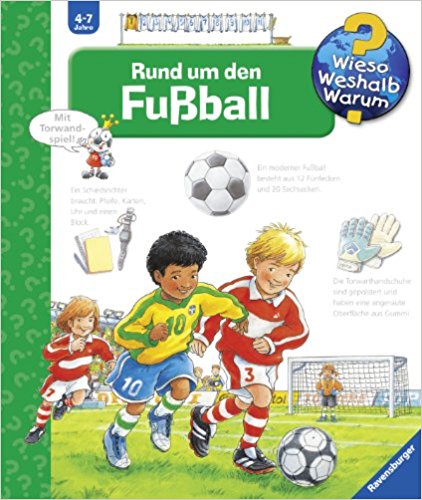 4-7
Jahre
Wieso
Weshalb
Warum
?
Rund um den
Fußball
Mit
Torwand-
spiel!
Ein moderner Fußball
besteht aus 12 Fünfecken
und 20 Sechsecken.
Ein Schiedsrichter
braucht: Pfeife, Karten,
Uhr und einen
Block.
Die Torwarthandschuhe
sind gepolstert und
haben eine angeraute
Oberfläche aus Gummi.
10
10
3
7
Ravensburger